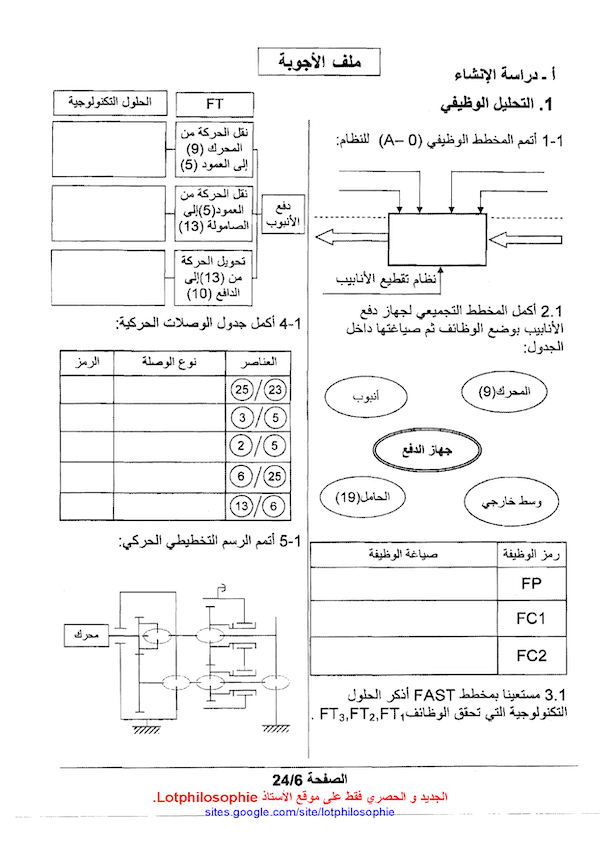 ملف الأجوبة
أ ـ دراسة الإنشاء
1. التحليل الوظيفي
1-1 أتمم المخطط الوظيفي (A– 0) للنظام:
نظام تقطيع الأنابيب
2.1 أكمل المخطط التجميعي لجهاز دفع
الأنابيب بوضع الوظائف ثم صياغتها داخل
الجدول:
المحرك(9)
أنبوب
جهاز الدفع
الحامل(19)
وسط خارجي
رمز الوظيفة
صياغة الوظيفة
FP
FC1
FC2
3.1 مستعينا بمخطط FAST أذكر الحلول
التكنولوجية التي تحقق الوظائف FT3,FT2,FT1 .
FT
الحلول التكنولوجية
دفع
الأنبوب
نقل الحركة من
المحرك (9)
إلى العمود (5)
نقل الحركة من
العمود(5)إلى
الصامولة (13)
تحويل الحركة
من (13)إلى
الدافع (10)
4-1 أكمل جدول الوصلات الحركية:
العناصر
نوع الوصلة
الرمز
25/23
3/5
2/5
6/25
13/6
5-1 أتمم الرسم التخطيطي الحركي:
محرك
الصفحة 24/6
الجديد و الحصري فقط على موقع الأستاذ Lotphilosophie.
sites.google.com/site/lotphilosophie